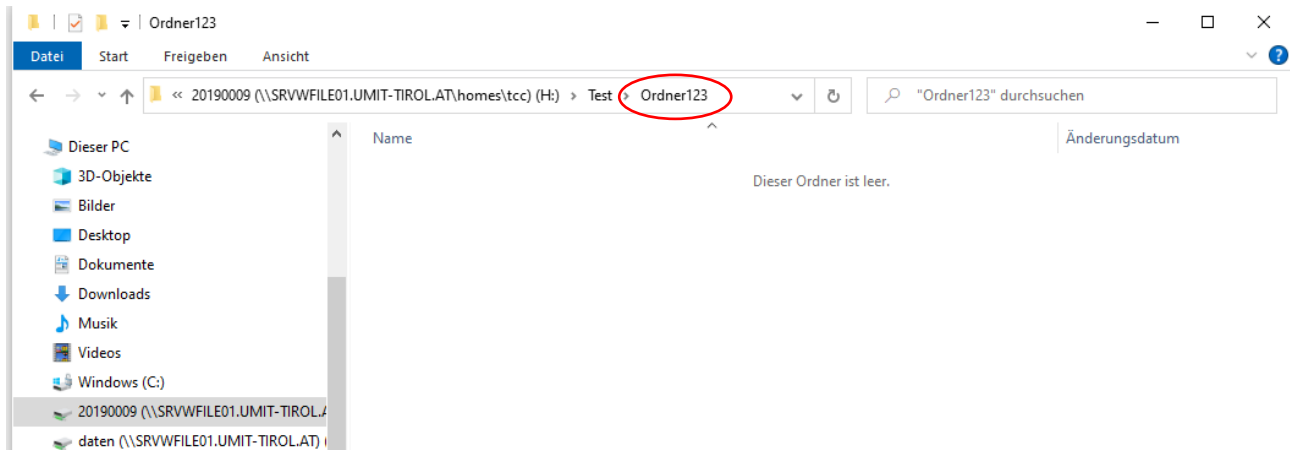 Ordner123
Datei Start Freigeben Ansicht
« 20190009 (\\SRVWFILE01.UMIT-TIROL.AT\homes\tcc) (H:) > Test > Ordner123
"Ordner123" durchsuchen
Name Änderungsdatum
Dieser Ordner ist leer.
Dieser PC
3D-Objekte
Bilder
Desktop
Dokumente
Downloads
Musik
Videos
Windows (C:)
20190009 (\\SRVWFILE01.UMIT-TIROL.A
daten (\\SRVWFILE01.UMIT-TIROL.AT) (